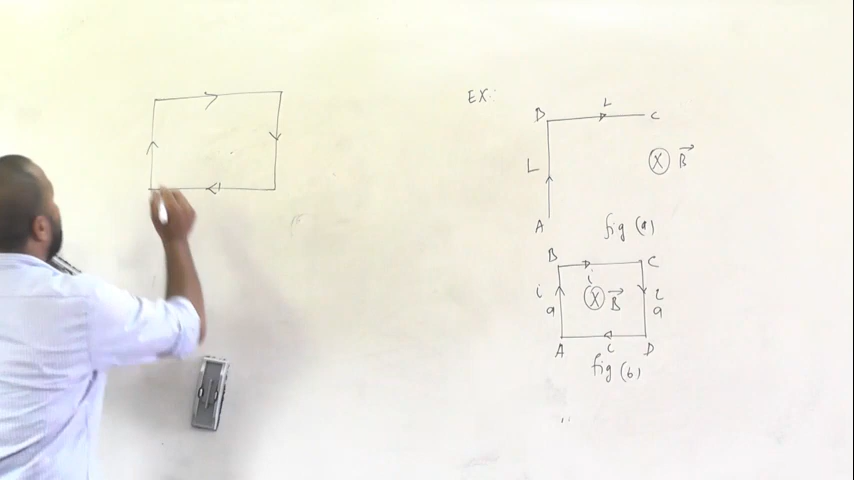 EX:
B L C
L
⊗ B⃗
A
fig (a)
B i C
i ⊗ B⃗ i
a a
A i D
fig (b)